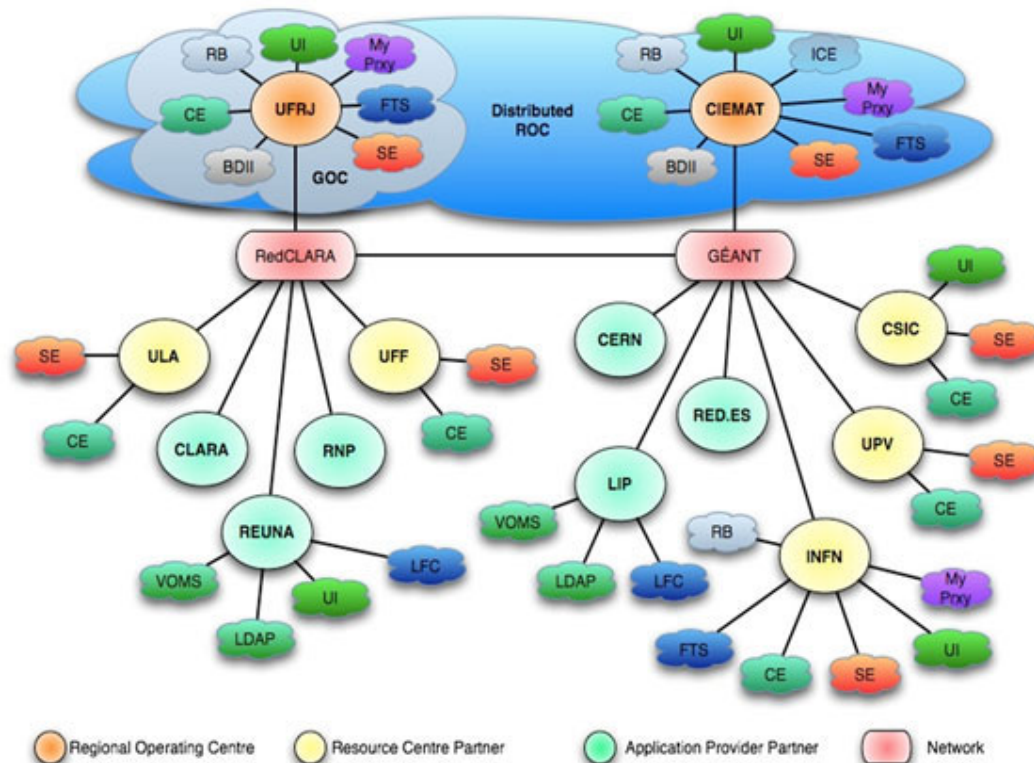 RB
UI
My
Prxy
CE
UFRJ
FTS
BDII
SE
GOC
Distributed
ROC
RB
UI
ICE
CE
CIEMAT
My
Prxy
FTS
BDII
SE
RedCLARA
GÉANT
SE
ULA
CE
UFF
SE
CE
CLARA
RNP
REUNA
VOMS
LDAP
UI
LFC
CERN
RED.ES
LIP
VOMS
LDAP
LFC
UI
CSIC
SE
CE
UPV
SE
CE
RB
INFN
My
Prxy
FTS
CE
SE
UI
Regional Operating Centre
Resource Centre Partner
Application Provider Partner
Network